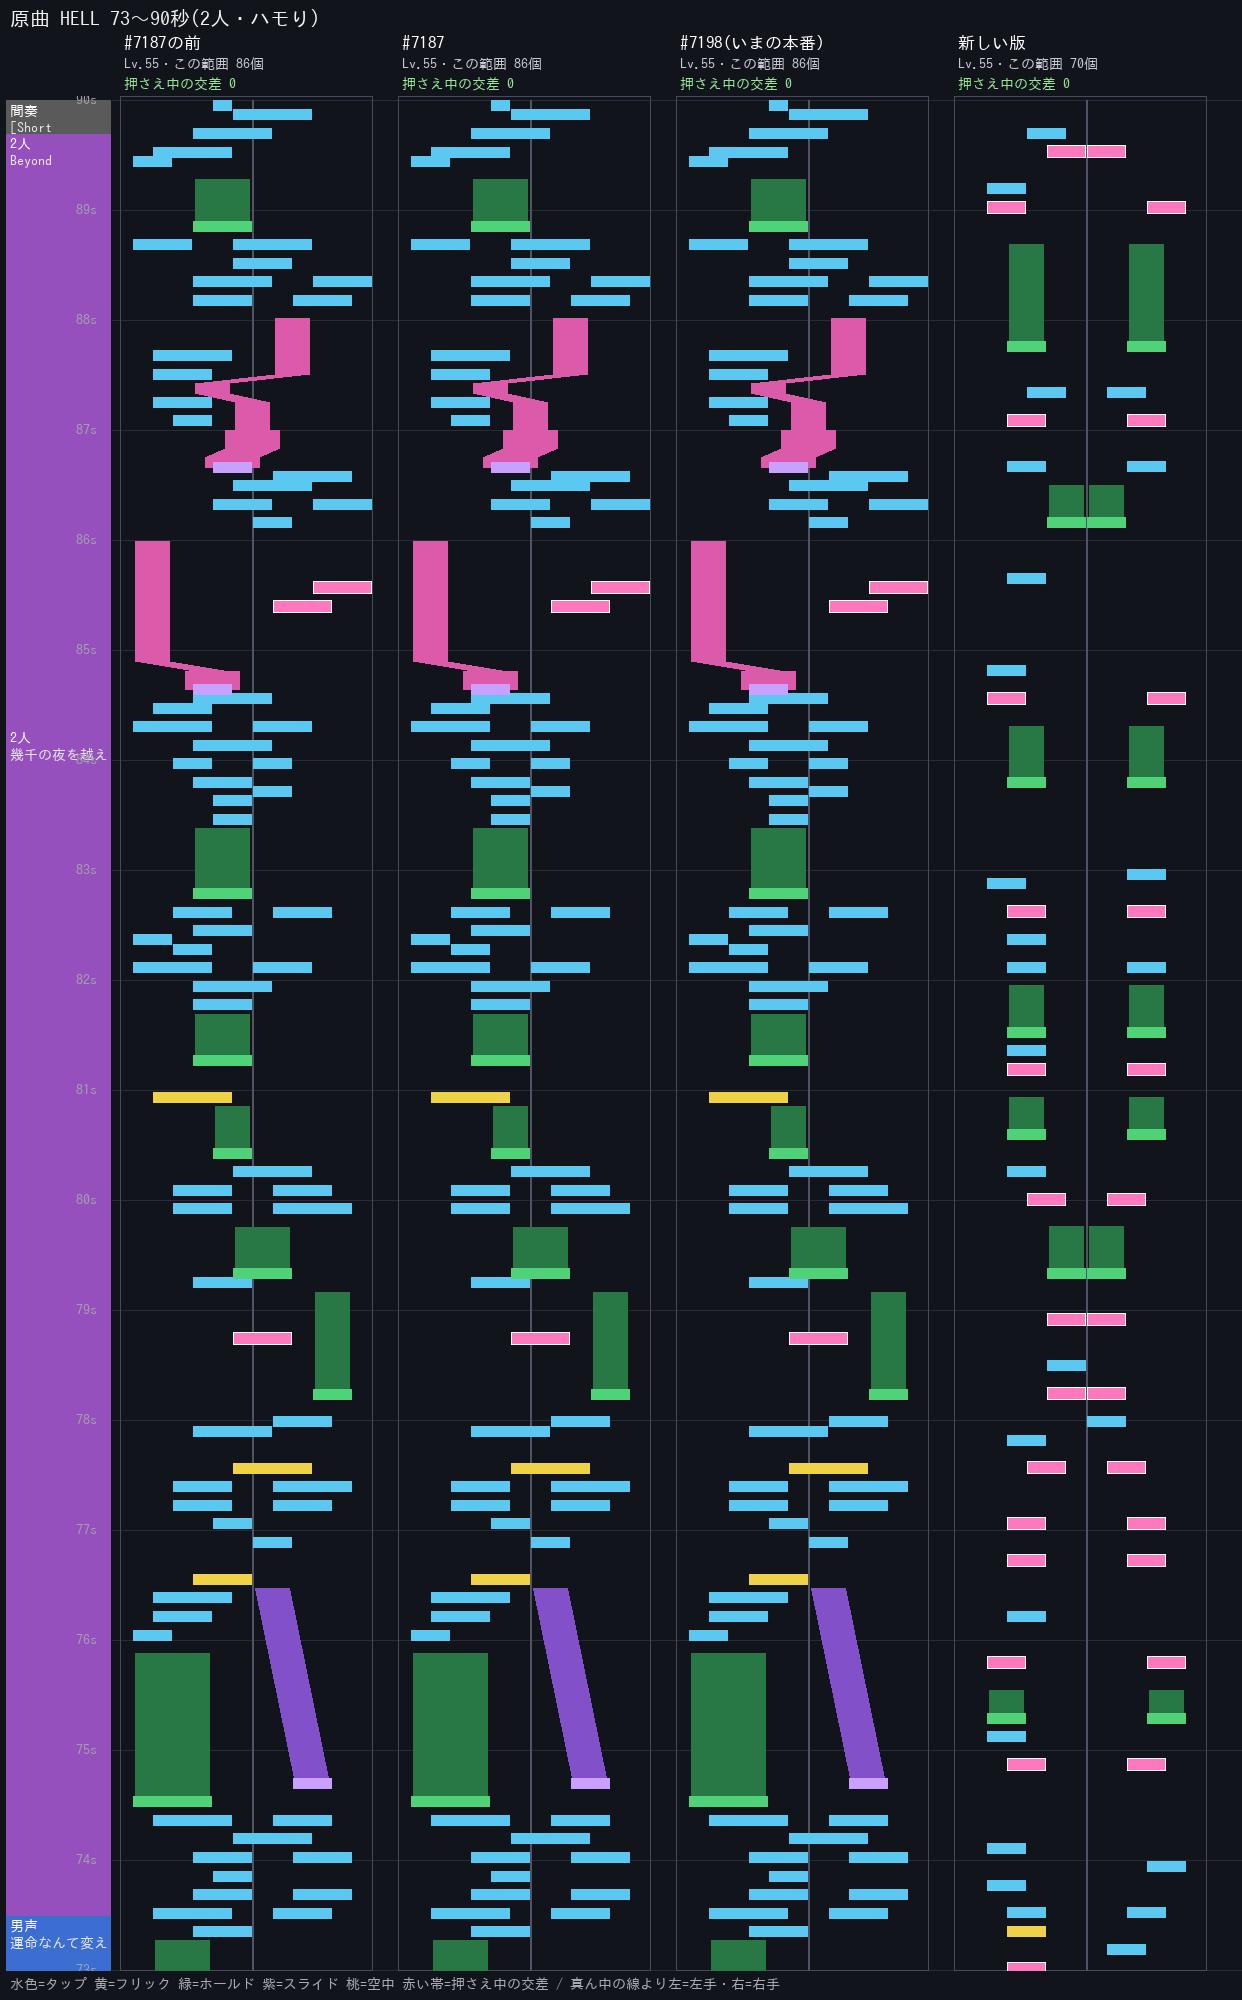 原曲 HELL 73〜90秒(2人・ハモり)
#7187の前
Lv.55・この範囲 86個
押さえ中の交差 0
#7187
Lv.55・この範囲 86個
押さえ中の交差 0
#7198(いまの本番)
Lv.55・この範囲 86個
押さえ中の交差 0
新しい版
Lv.55・この範囲 70個
押さえ中の交差 0
90s
間奏
[Short
2人
Beyond
89s
88s
87s
86s
85s
2人
幾千の夜を越え
84s
83s
82s
81s
80s
79s
78s
77s
76s
75s
74s
男声
運命なんて変え
73s
水色=タップ 黄=フリック 緑=ホールド 紫=スライド 桃=空中 赤い帯=押さえ中の交差 / 真ん中の線より左=左手・右=右手